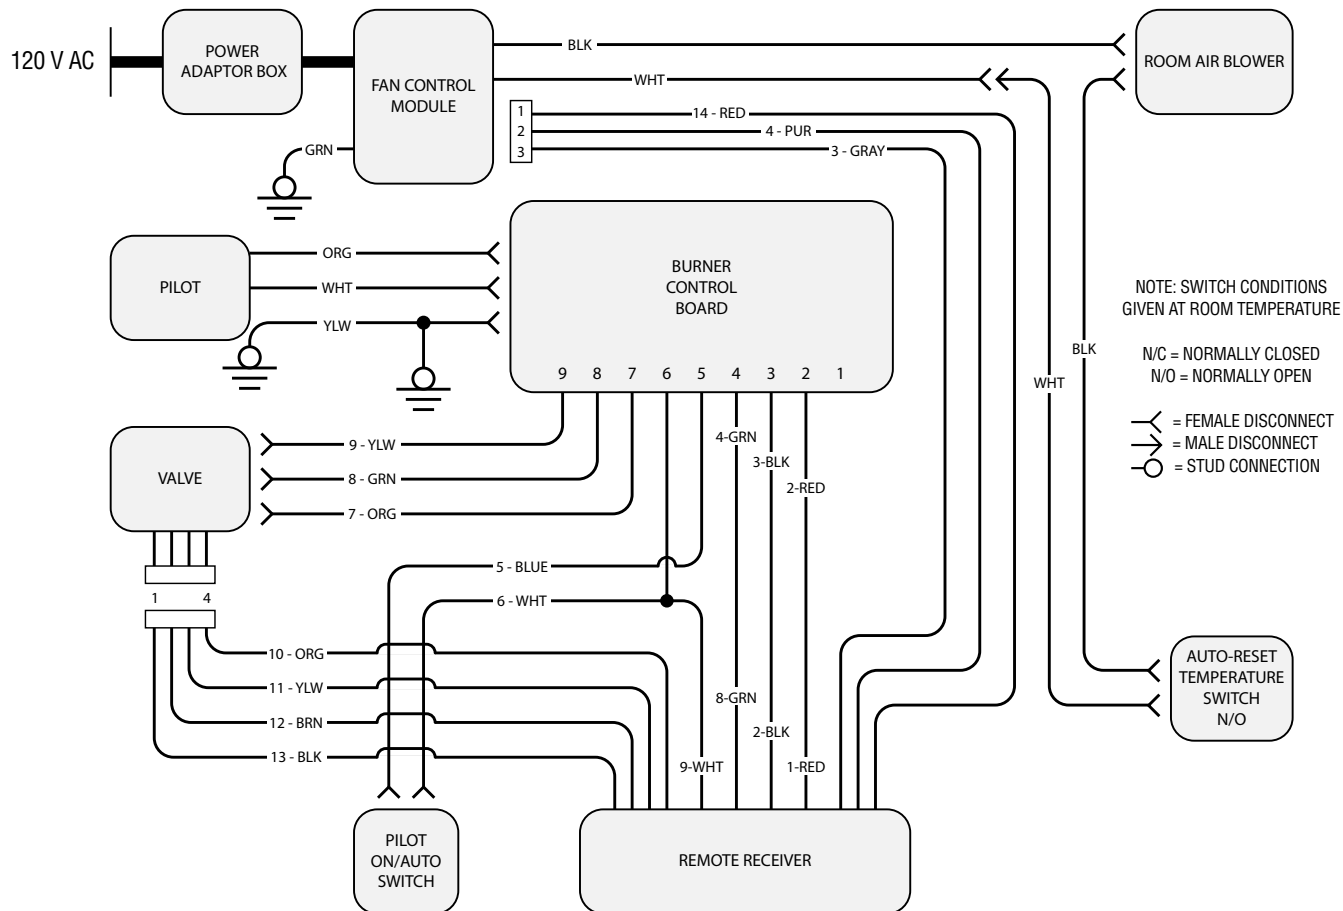 120 V AC
POWER
ADAPTOR BOX
FAN CONTROL
MODULE
BLK
WHT
ROOM AIR BLOWER
1
2
3
14 - RED
4 - PUR
3 - GRAY
GRN
PILOT
ORG
WHT
YLW
BURNER
CONTROL
BOARD
9 8 7 6 5 4 3 2 1
NOTE: SWITCH CONDITIONS
GIVEN AT ROOM TEMPERATURE
N/C = NORMALLY CLOSED
N/O = NORMALLY OPEN
= FEMALE DISCONNECT
= MALE DISCONNECT
= STUD CONNECTION
BLK
WHT
VALVE
9 - YLW
8 - GRN
7 - ORG
4-GRN
3-BLK
2-RED
1 4
5 - BLUE
6 - WHT
10 - ORG
11 - YLW
12 - BRN
13 - BLK
8-GRN
2-BLK
9-WHT
1-RED
AUTO-RESET
TEMPERATURE
SWITCH
N/O
PILOT
ON/AUTO
SWITCH
REMOTE RECEIVER